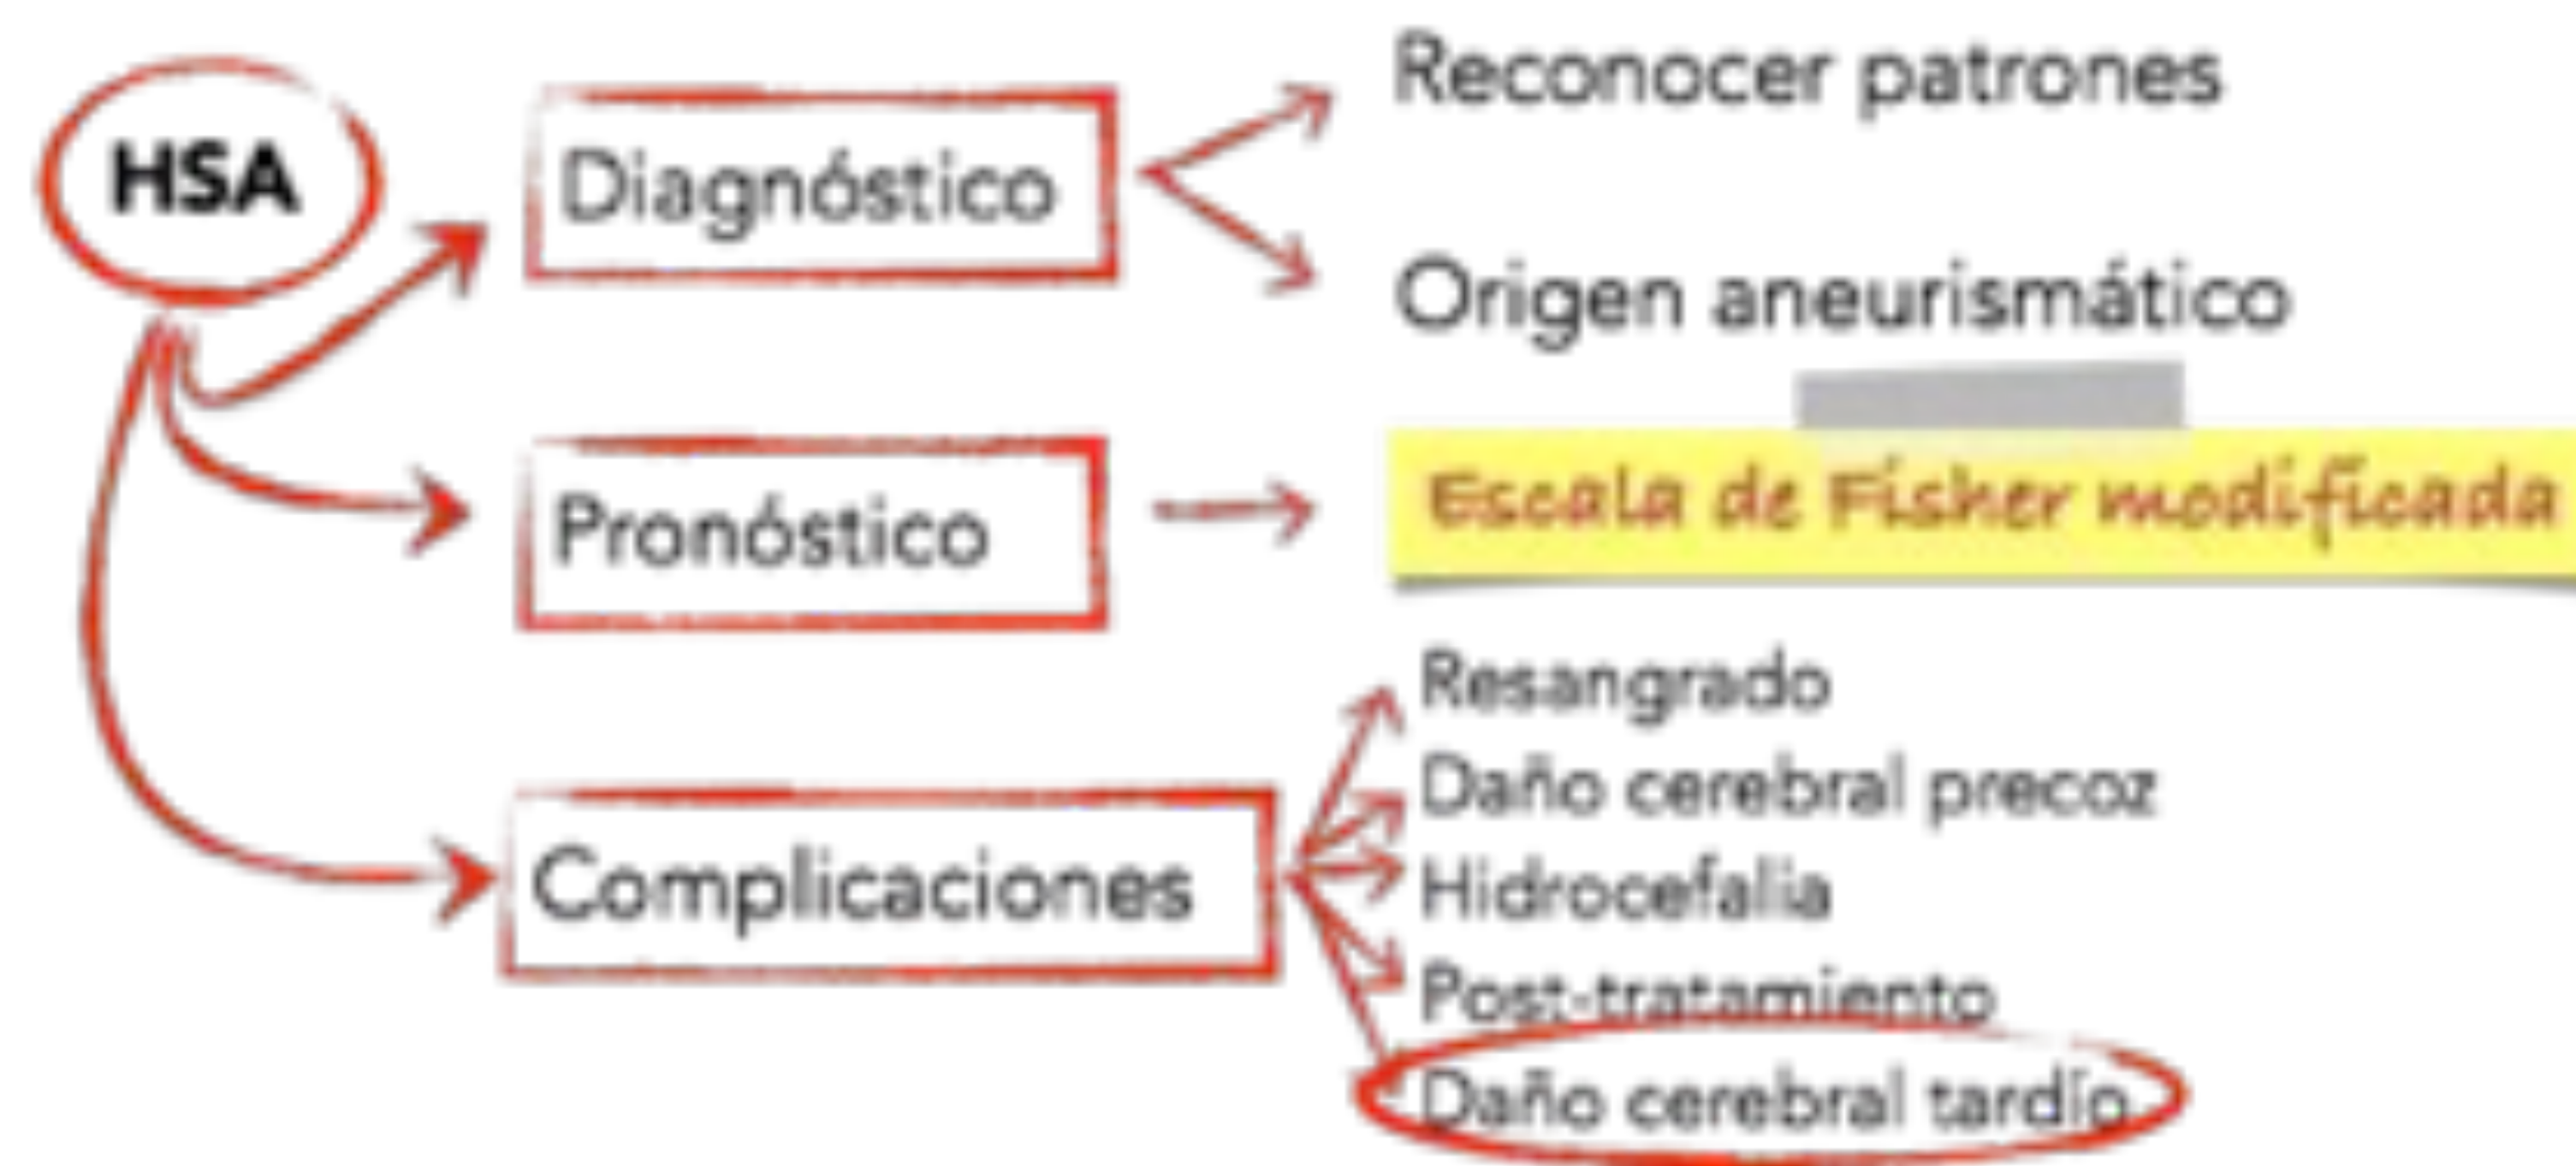 HSA
Diagnóstico
Reconocer patrones
Origen aneurismático
Pronóstico
Escala de Fisher modificada
Complicaciones
Resangrado
Daño cerebral precoz
Hidrocefalia
Post-tratamiento
Daño cerebral tardío